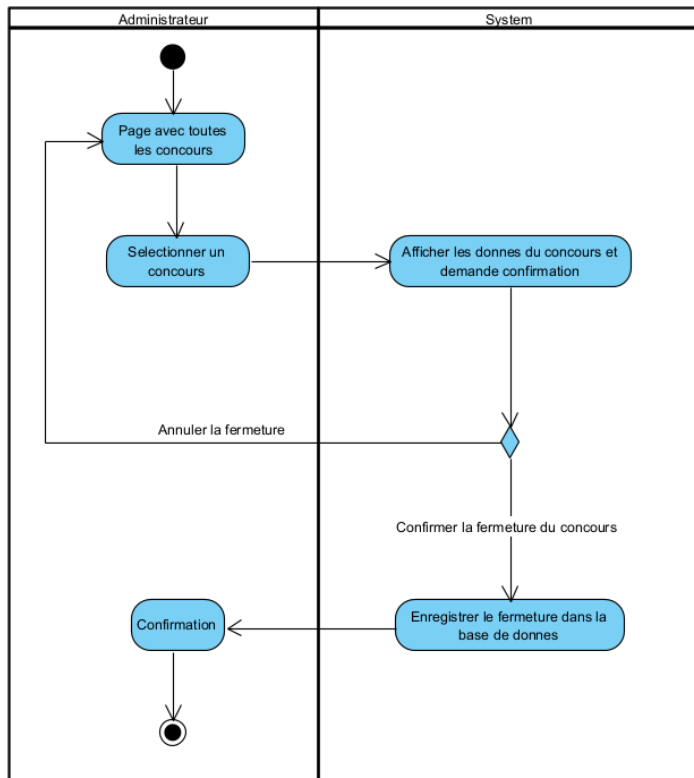 Administrateur
System
Page avec toutes
les concours
Selectionner un
concours
Afficher les donnes du concours et
demande confirmation
Annuler la fermeture
Confirmer la fermeture du concours
Confirmation
Enregistrer le fermeture dans la
base de donnes